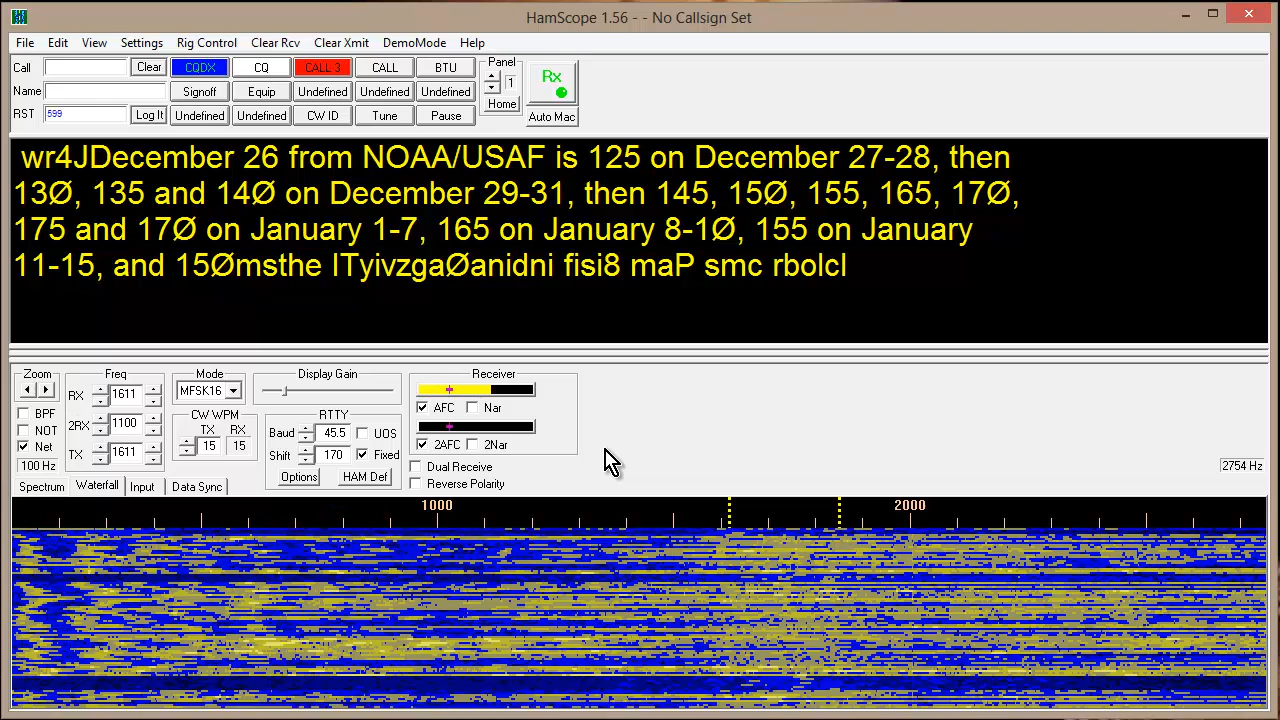 HamScope 1.56 - - No Callsign Set
File Edit View Settings Rig Control Clear Rcv Clear Xmit DemoMode Help
Call Clear CQDX CQ CALL 3 CALL BTU Panel 1 Rx
Name Signoff Equip Undefined Undefined Undefined Home
RST 599 Log It Undefined Undefined CW ID Tune Pause Auto Mac
wr4JDecember 26 from NOAA/USAF is 125 on December 27-28, then
13Ø, 135 and 14Ø on December 29-31, then 145, 15Ø, 155, 165, 17Ø,
175 and 17Ø on January 1-7, 165 on January 8-1Ø, 155 on January
11-15, and 15Ømsthe lTyivzgaØanidni fisi8 maP smc rbolcl
Zoom Freq Mode Display Gain Receiver
RX 1611 MFSK16
BPF AFC Nar
2RX 1100 CW WPM RTTY
NOT TX RX Baud 45.5 UOS
Net 15 15 2AFC 2Nar
TX 1611 Shift 170 Fixed
100 Hz Dual Receive 2754 Hz
Options HAM Def
Spectrum Waterfall Input Data Sync Reverse Polarity
1000 2000